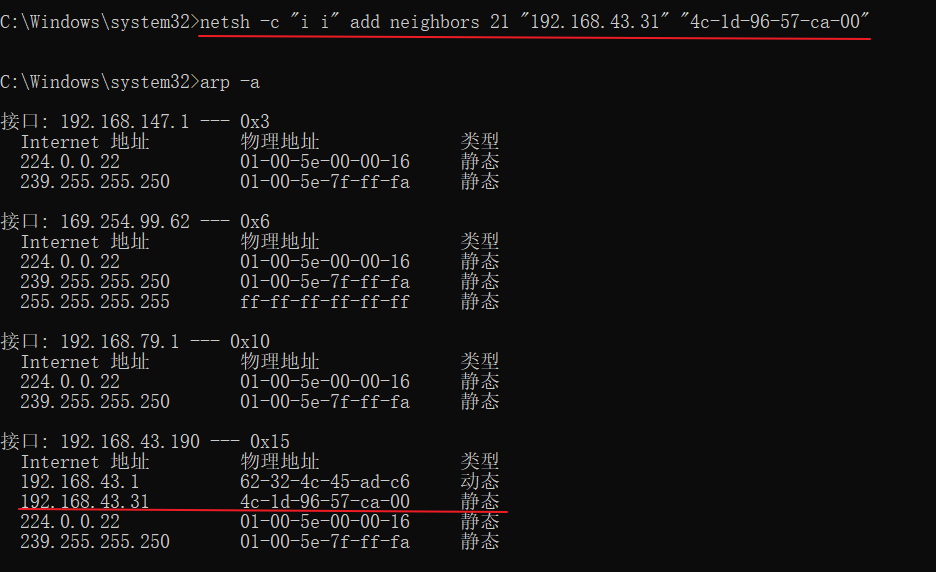 C:\Windows\system32>netsh -c "i i" add neighbors 21 "192.168.43.31" "4c-1d-96-57-ca-00"
C:\Windows\system32>arp -a
接口: 192.168.147.1 --- 0x3
Internet 地址 物理地址 类型
224.0.0.22 01-00-5e-00-00-16 静态
239.255.255.250 01-00-5e-7f-ff-fa 静态
接口: 169.254.99.62 --- 0x6
Internet 地址 物理地址 类型
224.0.0.22 01-00-5e-00-00-16 静态
239.255.255.250 01-00-5e-7f-ff-fa 静态
255.255.255.255 ff-ff-ff-ff-ff-ff 静态
接口: 192.168.79.1 --- 0x10
Internet 地址 物理地址 类型
224.0.0.22 01-00-5e-00-00-16 静态
239.255.255.250 01-00-5e-7f-ff-fa 静态
接口: 192.168.43.190 --- 0x15
Internet 地址 物理地址 类型
192.168.43.1 62-32-4c-45-ad-c6 动态
192.168.43.31 4c-1d-96-57-ca-00 静态
224.0.0.22 01-00-5e-00-00-16 静态
239.255.255.250 01-00-5e-7f-ff-fa 静态